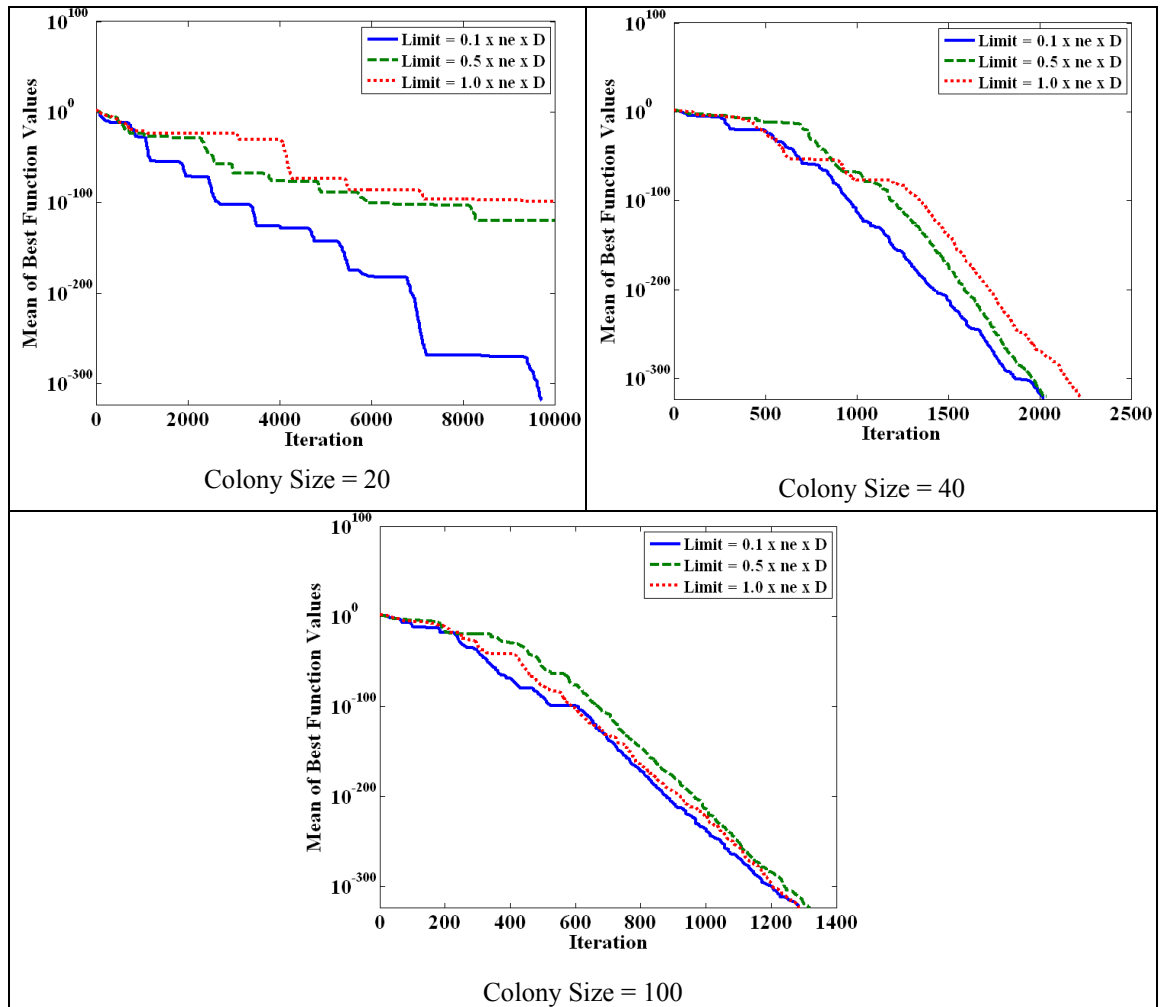 10^100
10^0
10^-100
10^-200
10^-300
Mean of Best Function Values
Limit = 0.1 x ne x D
Limit = 0.5 x ne x D
Limit = 1.0 x ne x D
0 2000 4000 6000 8000 10000
Iteration
Colony Size = 20
10^100
10^0
10^-100
10^-200
10^-300
Mean of Best Function Values
Limit = 0.1 x ne x D
Limit = 0.5 x ne x D
Limit = 1.0 x ne x D
0 500 1000 1500 2000 2500
Iteration
Colony Size = 40
10^100
10^0
10^-100
10^-200
10^-300
Mean of Best Function Values
Limit = 0.1 x ne x D
Limit = 0.5 x ne x D
Limit = 1.0 x ne x D
0 200 400 600 800 1000 1200 1400
Iteration
Colony Size = 100